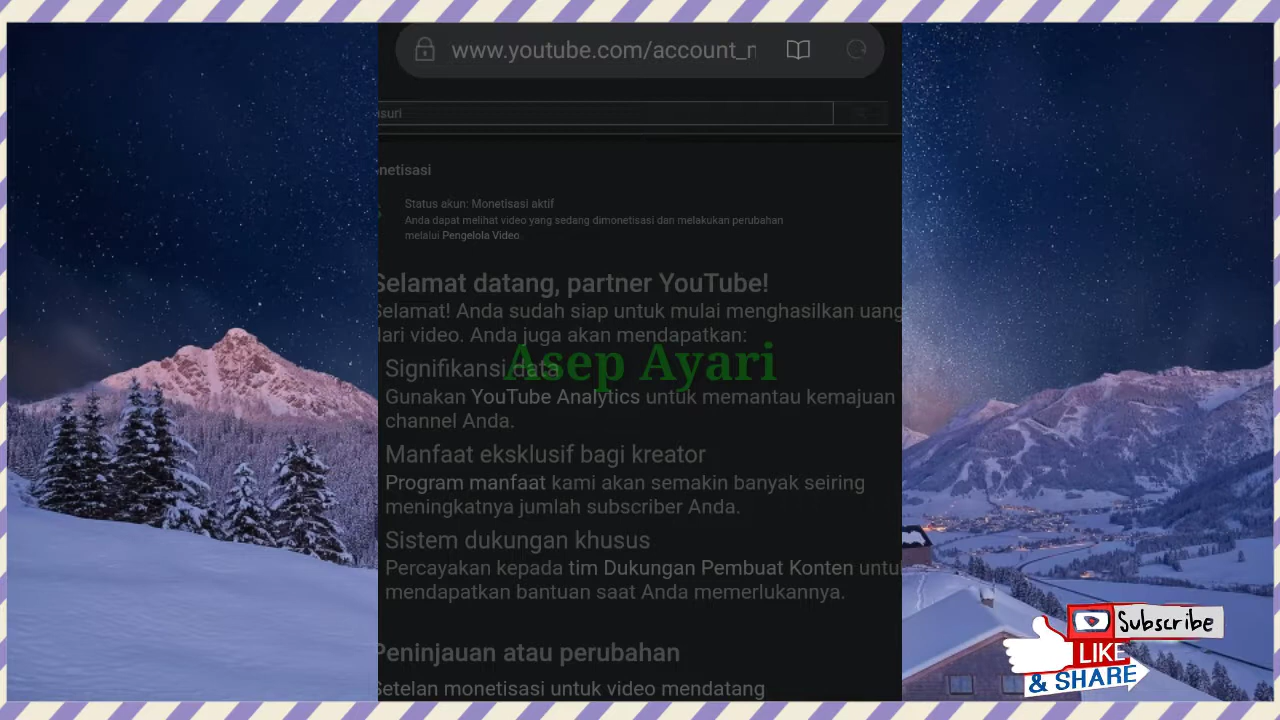 www.youtube.com/account_
suri
netisasi
Status akun: Monetisasi aktif
Anda dapat melihat video yang sedang dimonetisasi dan melakukan perubahan
melalui Pengelola Video.
Selamat datang, partner YouTube!
Selamat! Anda sudah siap untuk mulai menghasilkan uang
dari video. Anda juga akan mendapatkan:
Asep Ayari
Signifikansi data
Gunakan YouTube Analytics untuk memantau kemajuan
channel Anda.
Manfaat eksklusif bagi kreator
Program manfaat kami akan semakin banyak seiring
meningkatnya jumlah subscriber Anda.
Sistem dukungan khusus
Percayakan kepada tim Dukungan Pembuat Konten untu
mendapatkan bantuan saat Anda memerlukannya.
Peninjauan atau perubahan
Setelan monetisasi untuk video mendatang
Subscribe
LIKE
& SHARE